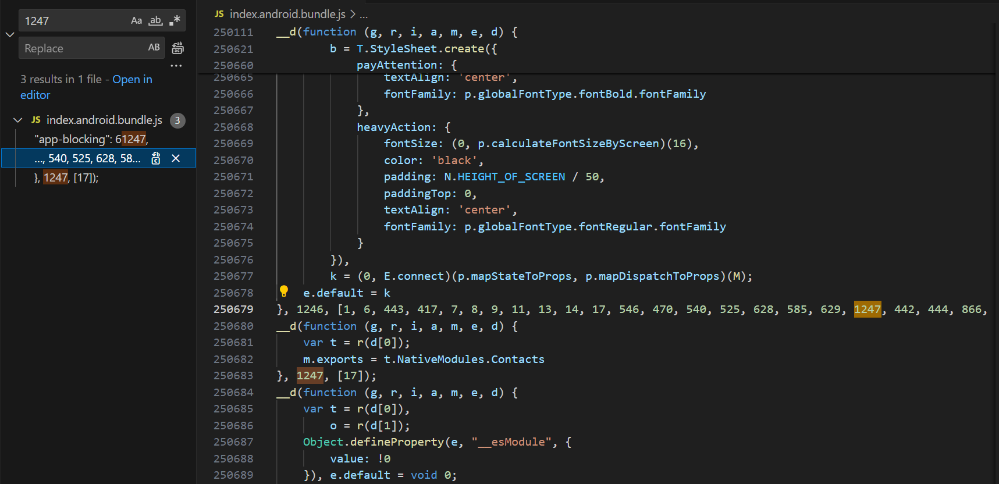 1247
Aa ab .*
Replace
AB
3 results in 1 file - Open in
editor
JS index.android.bundle.js 3
"app-blocking": 61247,
..., 540, 525, 628, 58...
}, 1247, [17]);
JS index.android.bundle.js > ...
250111 __d(function (g, r, i, a, m, e, d) {
250621 b = T.StyleSheet.create({
250660 payAttention: {
250665 textAlign: 'center',
250666 fontFamily: p.globalFontType.fontBold.fontFamily
250667 },
250668 heavyAction: {
250669 fontSize: (0, p.calculateFontSizeByScreen)(16),
250670 color: 'black',
250671 padding: N.HEIGHT_OF_SCREEN / 50,
250672 paddingTop: 0,
250673 textAlign: 'center',
250674 fontFamily: p.globalFontType.fontRegular.fontFamily
250675 }
250676 }),
250677 k = (0, E.connect)(p.mapStateToProps, p.mapDispatchToProps)(M);
250678 e.default = k
250679 }, 1246, [1, 6, 443, 417, 7, 8, 9, 11, 13, 14, 17, 546, 470, 540, 525, 628, 585, 629, 1247, 442, 444, 866,
250680 __d(function (g, r, i, a, m, e, d) {
250681 var t = r(d[0]);
250682 m.exports = t.NativeModules.Contacts
250683 }, 1247, [17]);
250684 __d(function (g, r, i, a, m, e, d) {
250685 var t = r(d[0]),
250686 o = r(d[1]);
250687 Object.defineProperty(e, "__esModule", {
250688 value: !0
250689 }), e.default = void 0;